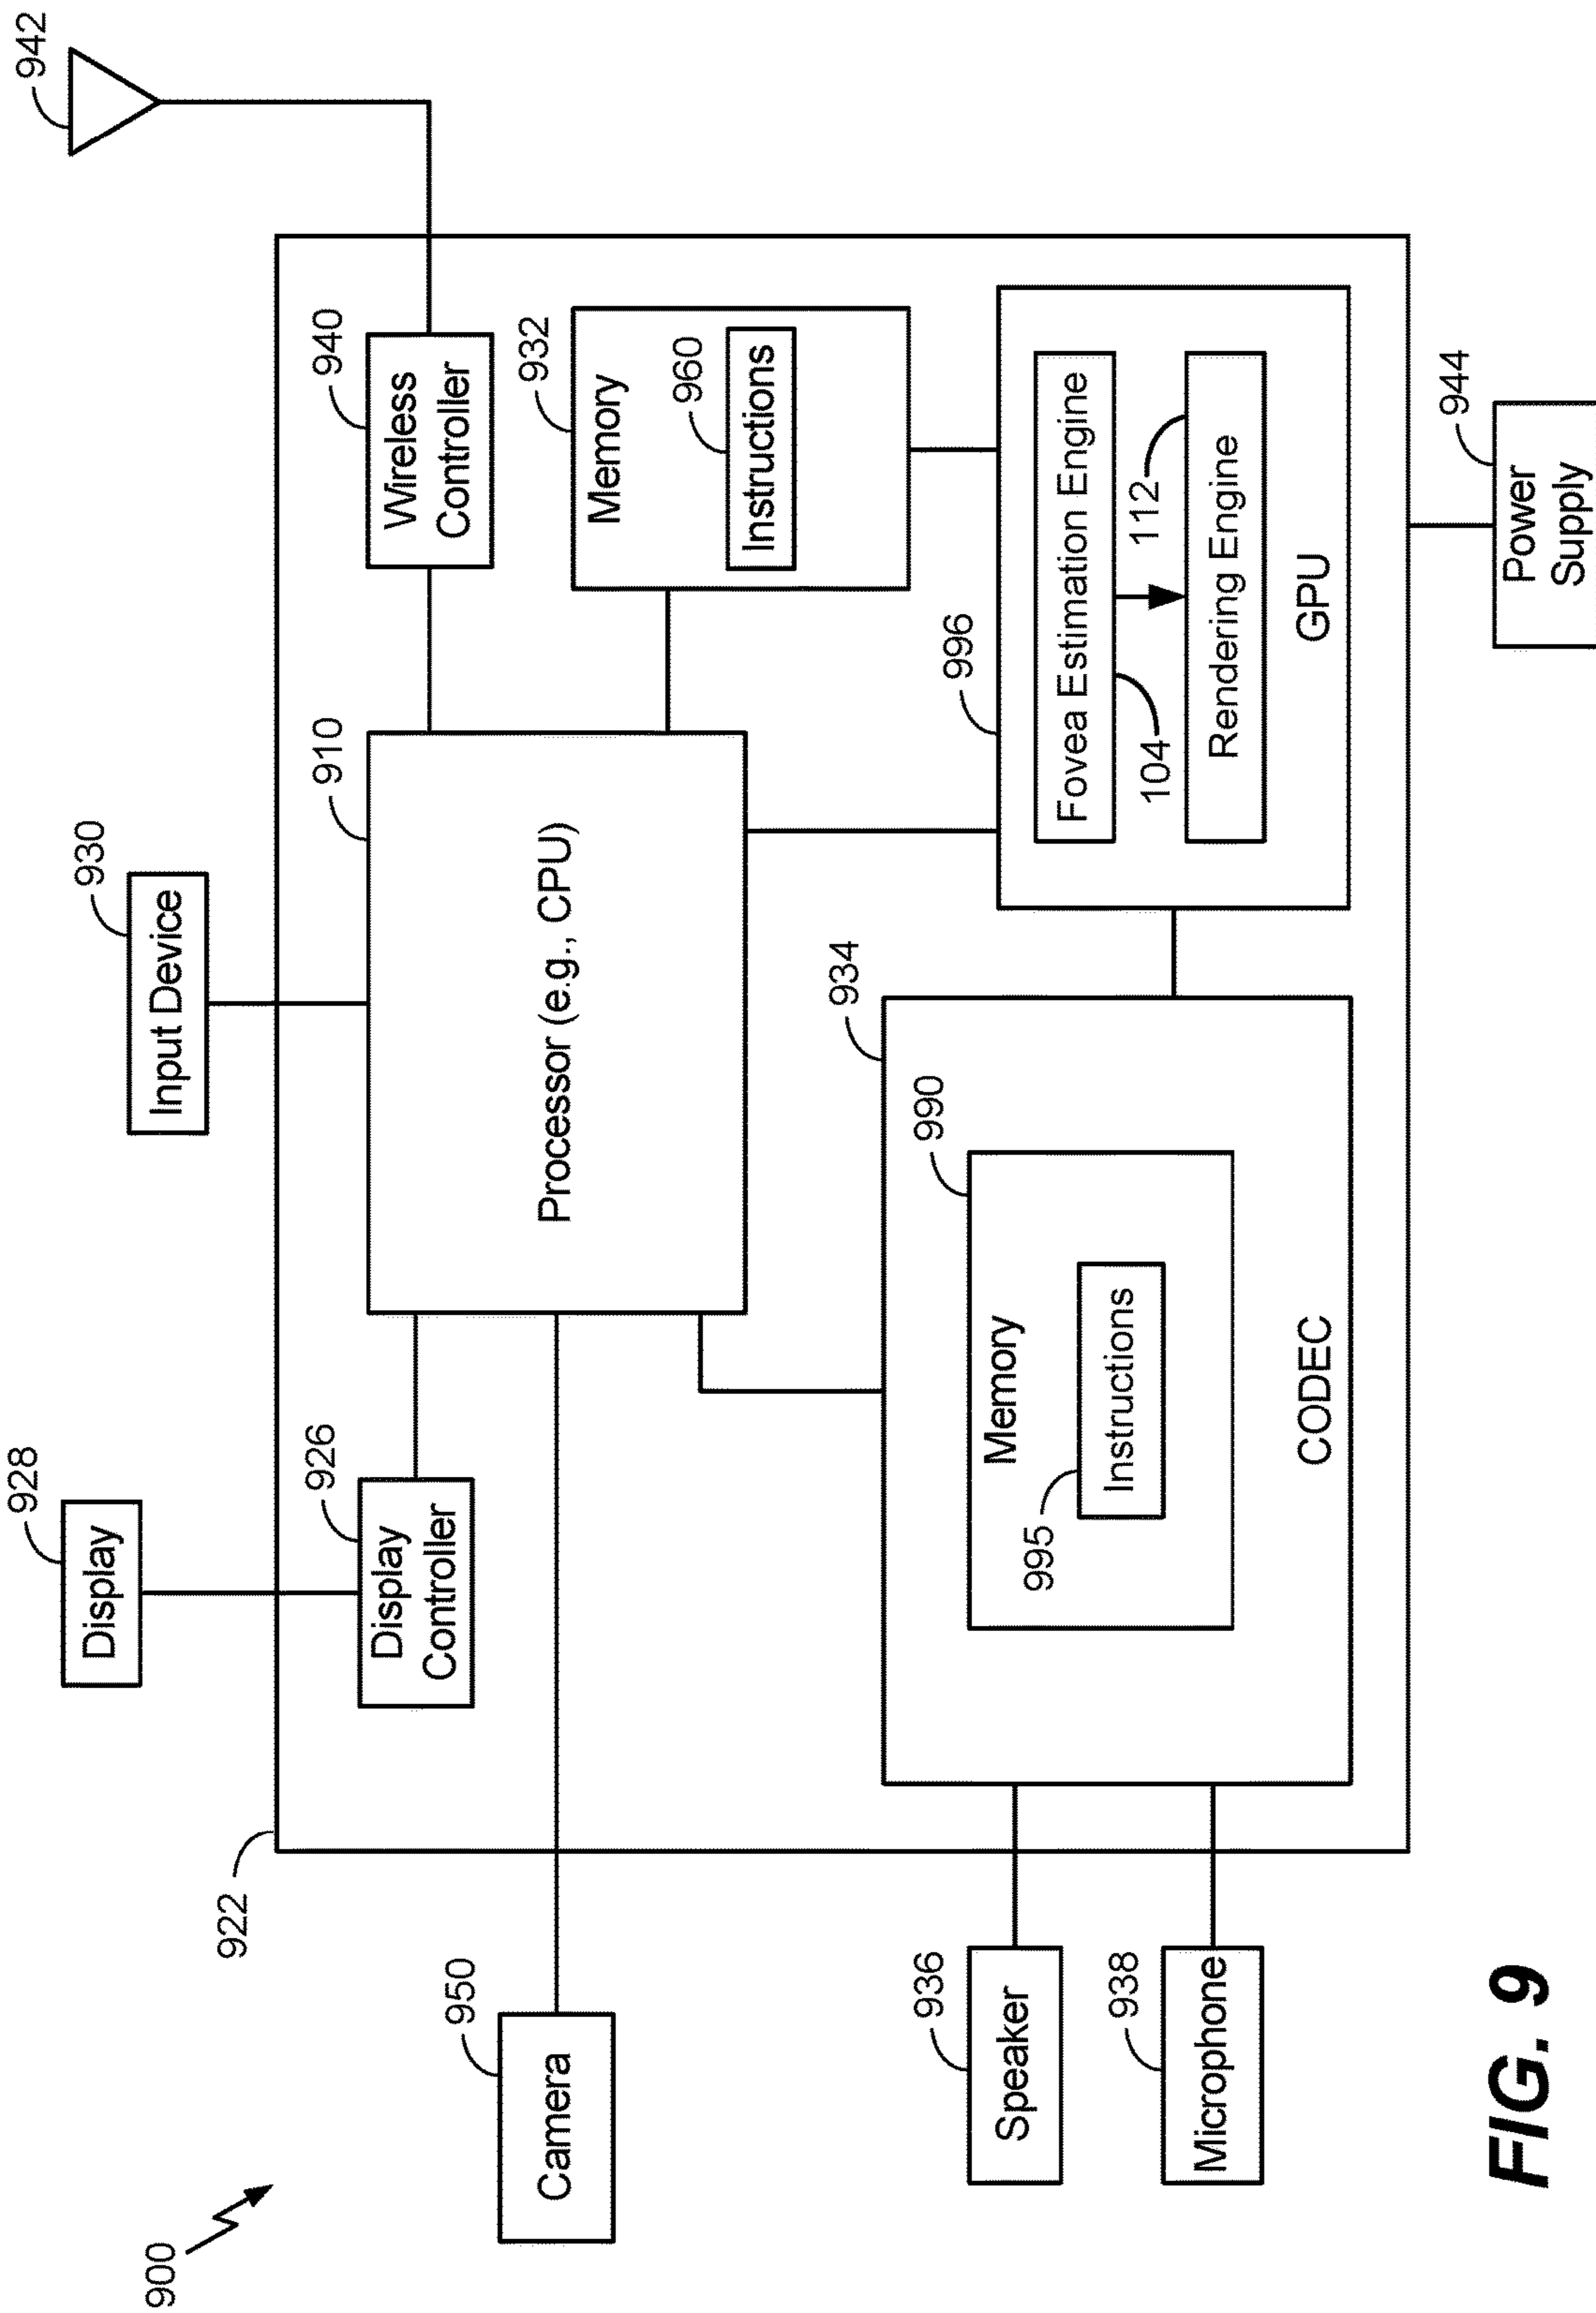 900
928
Display
930
Input Device
942
922
926
Display
Controller
910
Processor (e.g., CPU)
940
Wireless
Controller
950
Camera
932
Memory
960
Instructions
934
990
Memory
995
Instructions
CODEC
996
Fovea Estimation Engine
104
112
Rendering Engine
GPU
936
Speaker
938
Microphone
944
Power
Supply
FIG. 9